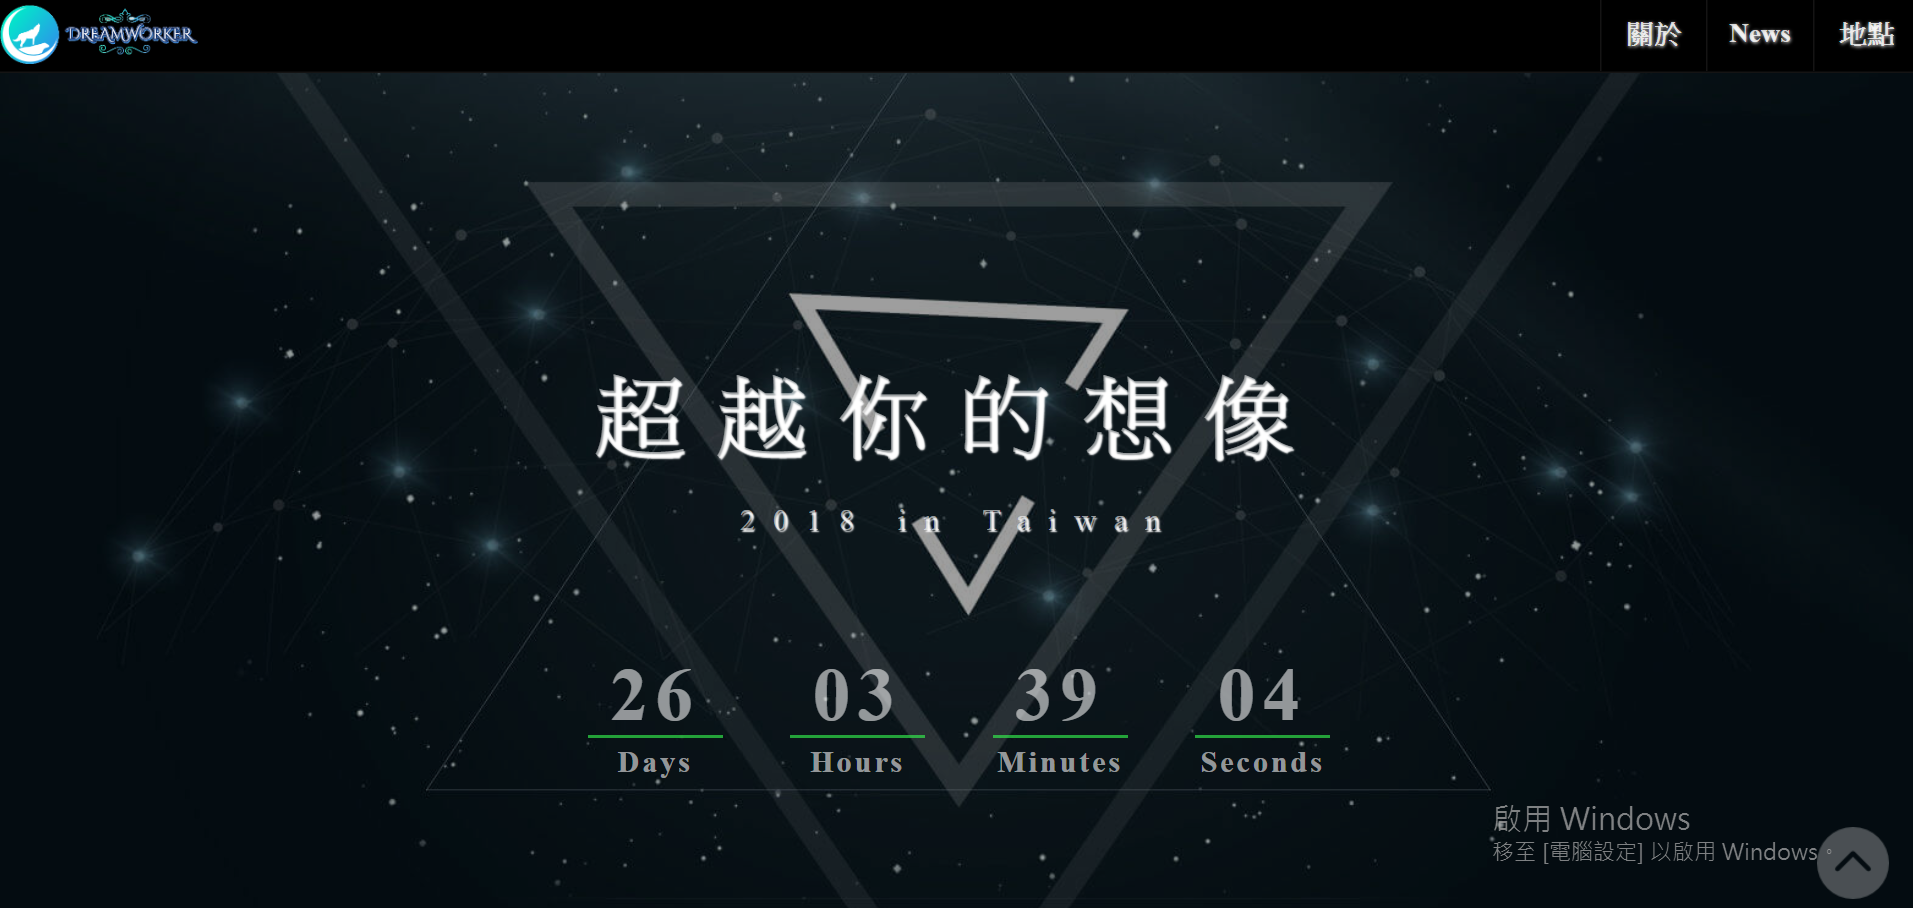 DREAMWORKER
關於
News
地點
超越你的想像
2018 in Taiwan
26 03 39 04
Days Hours Minutes Seconds
啟用 Windows
移至 [電腦設定] 以啟用 Windows。